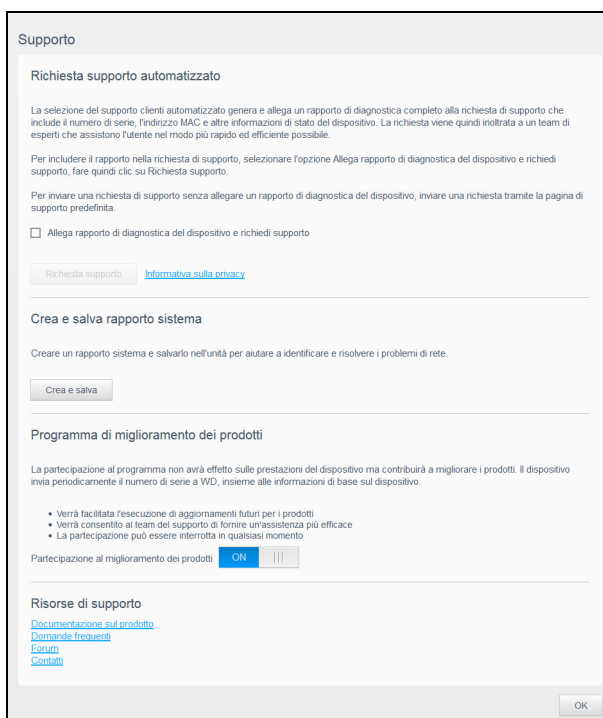 Supporto
Richiesta supporto automatizzato
La selezione del supporto clienti automatizzato genera e allega un rapporto di diagnostica completo alla richiesta di supporto che
include il numero di serie, l'indirizzo MAC e altre informazioni di stato del dispositivo. La richiesta viene quindi inoltrata a un team di
esperti che assistono l'utente nel modo più rapido ed efficiente possibile.
Per includere il rapporto nella richiesta di supporto, selezionare l'opzione Allega rapporto di diagnostica del dispositivo e richiedi
supporto, fare quindi clic su Richiesta supporto.
Per inviare una richiesta di supporto senza allegare un rapporto di diagnostica del dispositivo, inviare una richiesta tramite la pagina di
supporto predefinita.
Allega rapporto di diagnostica del dispositivo e richiedi supporto
Richiesta supporto Informativa sulla privacy
Crea e salva rapporto sistema
Creare un rapporto sistema e salvarlo nell'unità per aiutare a identificare e risolvere i problemi di rete.
Crea e salva
Programma di miglioramento dei prodotti
La partecipazione al programma non avrà effetto sulle prestazioni del dispositivo ma contribuirà a migliorare i prodotti. Il dispositivo
invia periodicamente il numero di serie a WD, insieme alle informazioni di base sul dispositivo.
• Verrà facilitata l'esecuzione di aggiornamenti futuri per i prodotti
• Verrà consentito al team del supporto di fornire un'assistenza più efficace
• La partecipazione può essere interrotta in qualsiasi momento
Partecipazione al miglioramento dei prodotti ON
Risorse di supporto
Documentazione sul prodotto
Domande frequenti
Forum
Contatti
OK